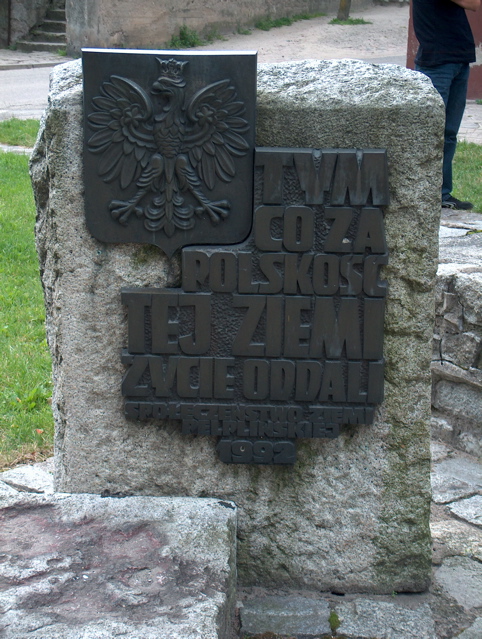 TYM
CO ZA
POLSKOŚĆ
TEJ ZIEMI
ŻYCIE ODDALI
SPOŁECZEŃSTWO ZIEMI
PELPLIŃSKIEJ
1992